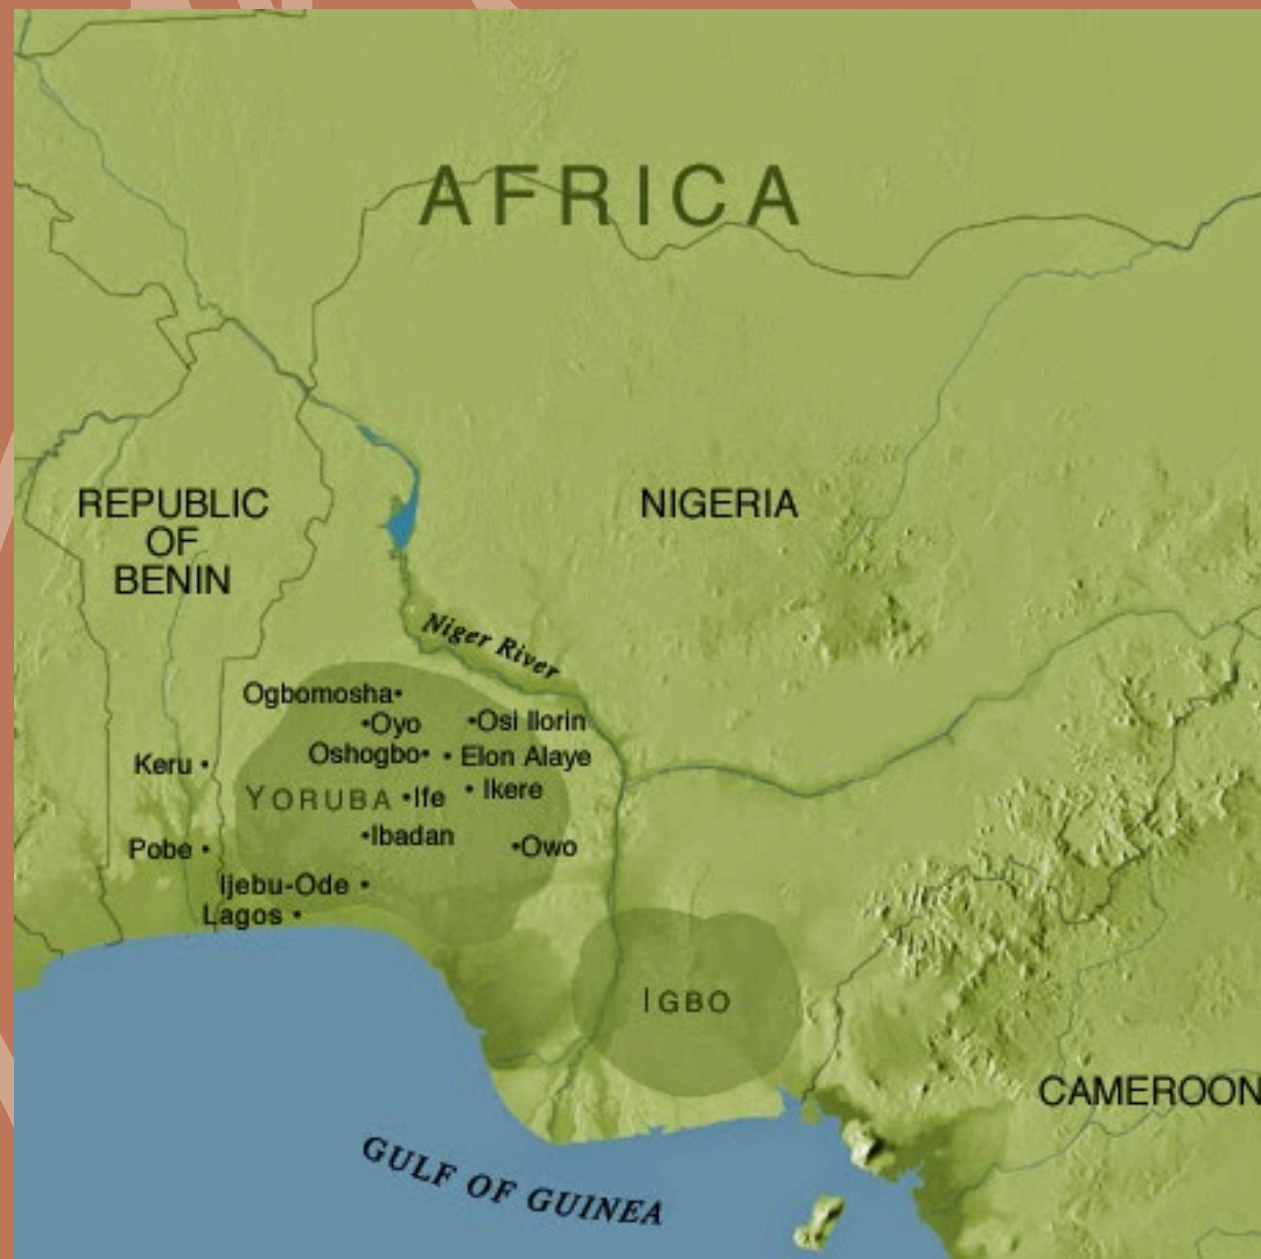 AFRICA
REPUBLIC
OF
BENIN
NIGERIA
Niger River
Ogbomosha
Oyo
Osi Ilorin
Oshogbo
Elon Alaye
Keru
YORUBA
Ife
Ikere
Ibadan
Pobe
Owo
Ijebu-Ode
Lagos
IGBO
CAMEROON
GULF OF GUINEA